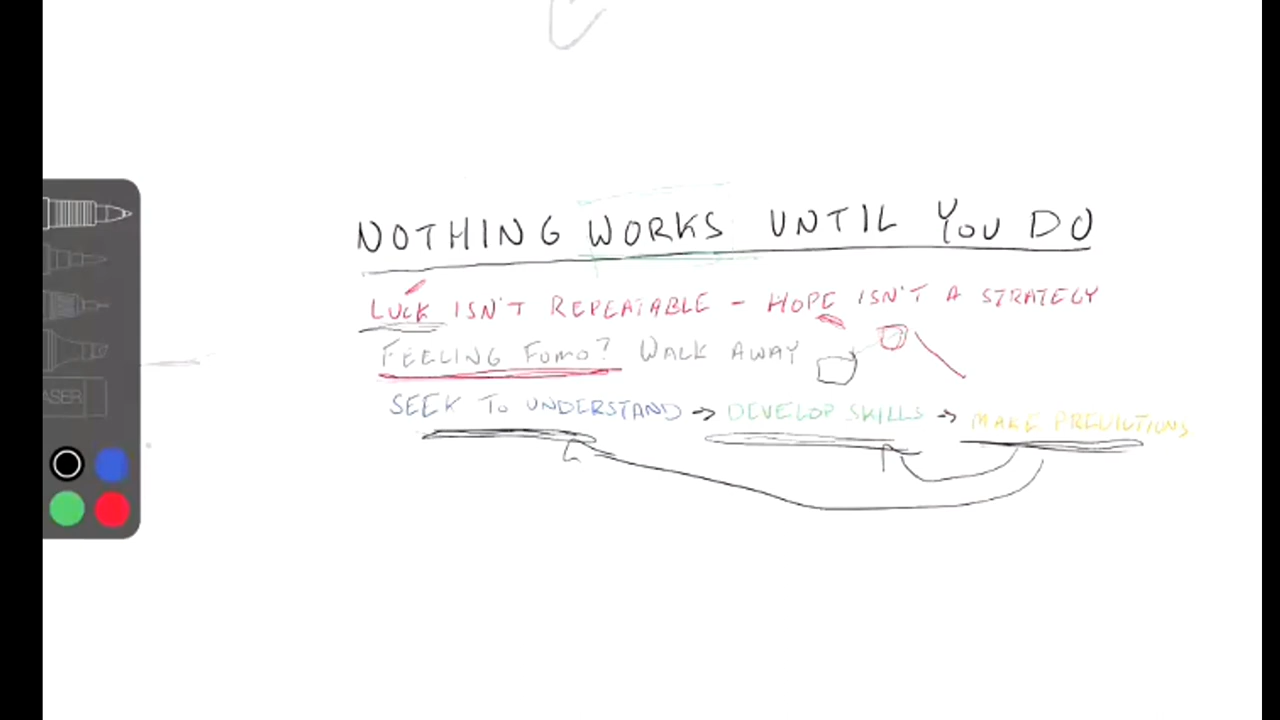 NOTHING WORKS UNTIL YOU DO
LUCK ISN'T REPEATABLE - HOPE ISN'T A STRATEGY
FEELING FOMO? WALK AWAY
SEEK TO UNDERSTAND → DEVELOP SKILLS → MAKE PREDICTIONS
ASER